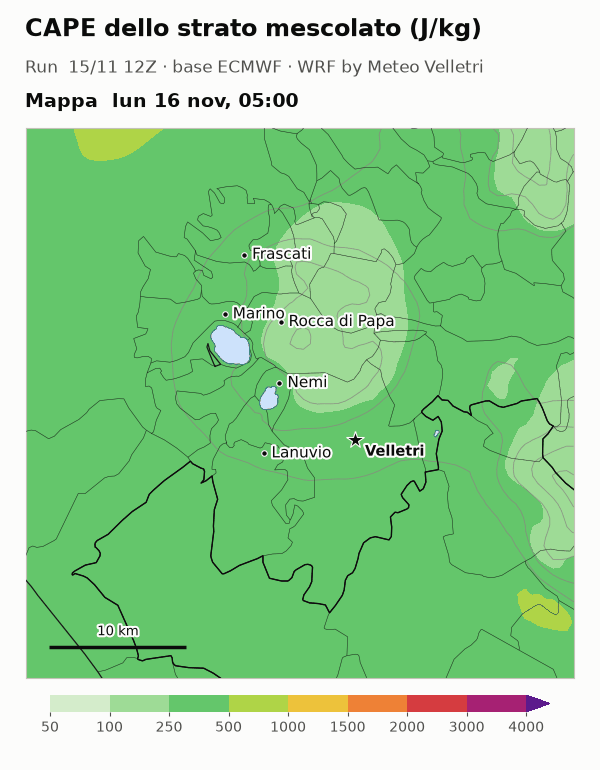 CAPE dello strato mescolato (J/kg)
Run  15/11 12Z · base ECMWF · WRF by Meteo Velletri
Mappa  lun 16 nov, 05:00
Frascati
Marino
Rocca di Papa
Nemi
Velletri
Lanuvio
10 km
50 100 250 500 1000 1500 2000 3000 4000